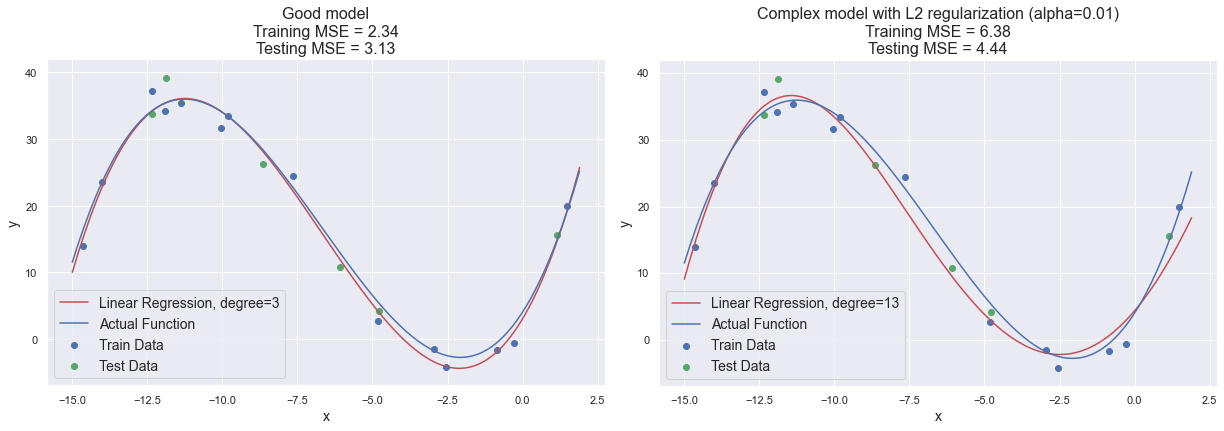 Good model
Training MSE = 2.34
Testing MSE = 3.13
40
30
20
10
0
y
Linear Regression, degree=3
Actual Function
Train Data
Test Data
−15.0 −12.5 −10.0 −7.5 −5.0 −2.5 0.0 2.5
x
Complex model with L2 regularization (alpha=0.01)
Training MSE = 6.38
Testing MSE = 4.44
40
30
20
10
0
y
Linear Regression, degree=13
Actual Function
Train Data
Test Data
−15.0 −12.5 −10.0 −7.5 −5.0 −2.5 0.0 2.5
x